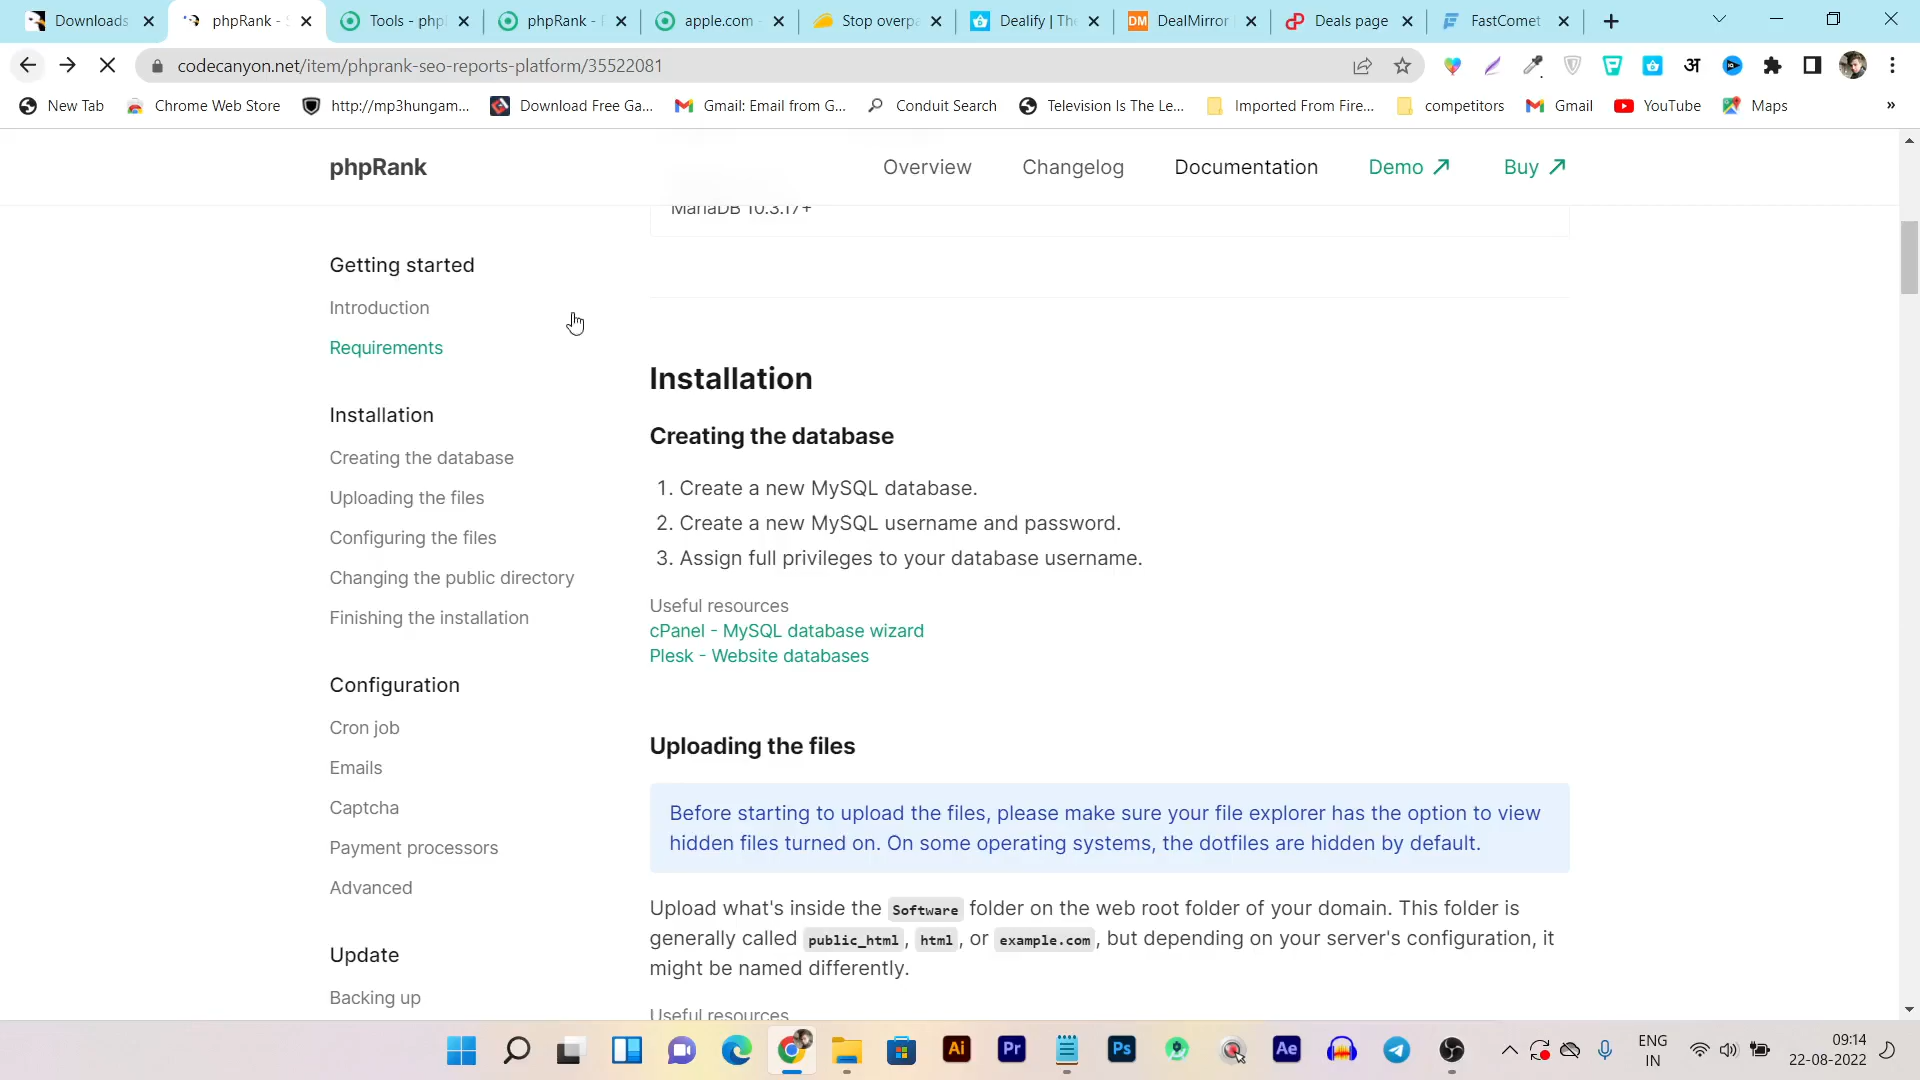 Downloads
phpRank - S
Tools - php
phpRank - D
apple.com -
Stop overpa
Dealify | The
DM DealMirror
Deals page
FastComet
codecanyon.net/item/phprank-seo-reports-platform/35522081
New Tab
Chrome Web Store
http://mp3hungam...
Download Free Ga...
Gmail: Email from G...
Conduit Search
Television Is The Le...
Imported From Fire...
competitors
Gmail
YouTube
Maps
»
phpRank
Overview
Changelog
Documentation
Demo
Buy
MariaDB 10.3.17+
Getting started
Introduction
Requirements
Installation
Creating the database
Uploading the files
Configuring the files
Changing the public directory
Finishing the installation
Configuration
Cron job
Emails
Captcha
Payment processors
Advanced
Update
Backing up
Installation
Creating the database
1. Create a new MySQL database.
2. Create a new MySQL username and password.
3. Assign full privileges to your database username.
Useful resources
cPanel - MySQL database wizard
Plesk - Website databases
Uploading the files
Before starting to upload the files, please make sure your file explorer has the option to view
hidden files turned on. On some operating systems, the dotfiles are hidden by default.
Upload what's inside the Software folder on the web root folder of your domain. This folder is
generally called public_html, html, or example.com, but depending on your server's configuration, it
might be named differently.
Useful resources
Ai
Pr
Ps
Ae
ENG
IN
09:14
22-08-2022